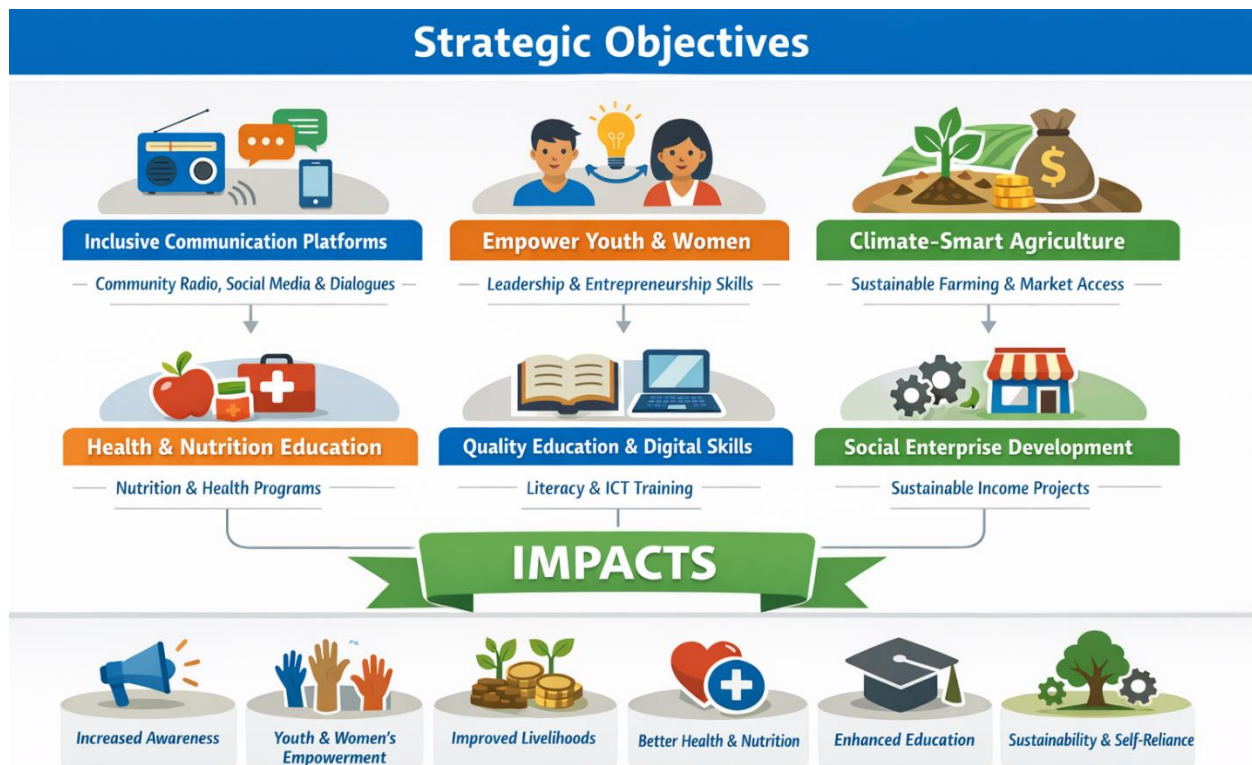 Strategic Objectives
Inclusive Communication Platforms
Empower Youth & Women
Climate-Smart Agriculture
Community Radio, Social Media & Dialogues
Leadership & Entrepreneurship Skills
Sustainable Farming & Market Access
$
Health & Nutrition Education
Quality Education & Digital Skills
Social Enterprise Development
Nutrition & Health Programs
Literacy & ICT Training
Sustainable Income Projects
IMPACTS
Increased Awareness
Youth & Women's
Empowerment
Improved Livelihoods
Better Health & Nutrition
Enhanced Education
Sustainability & Self-Reliance